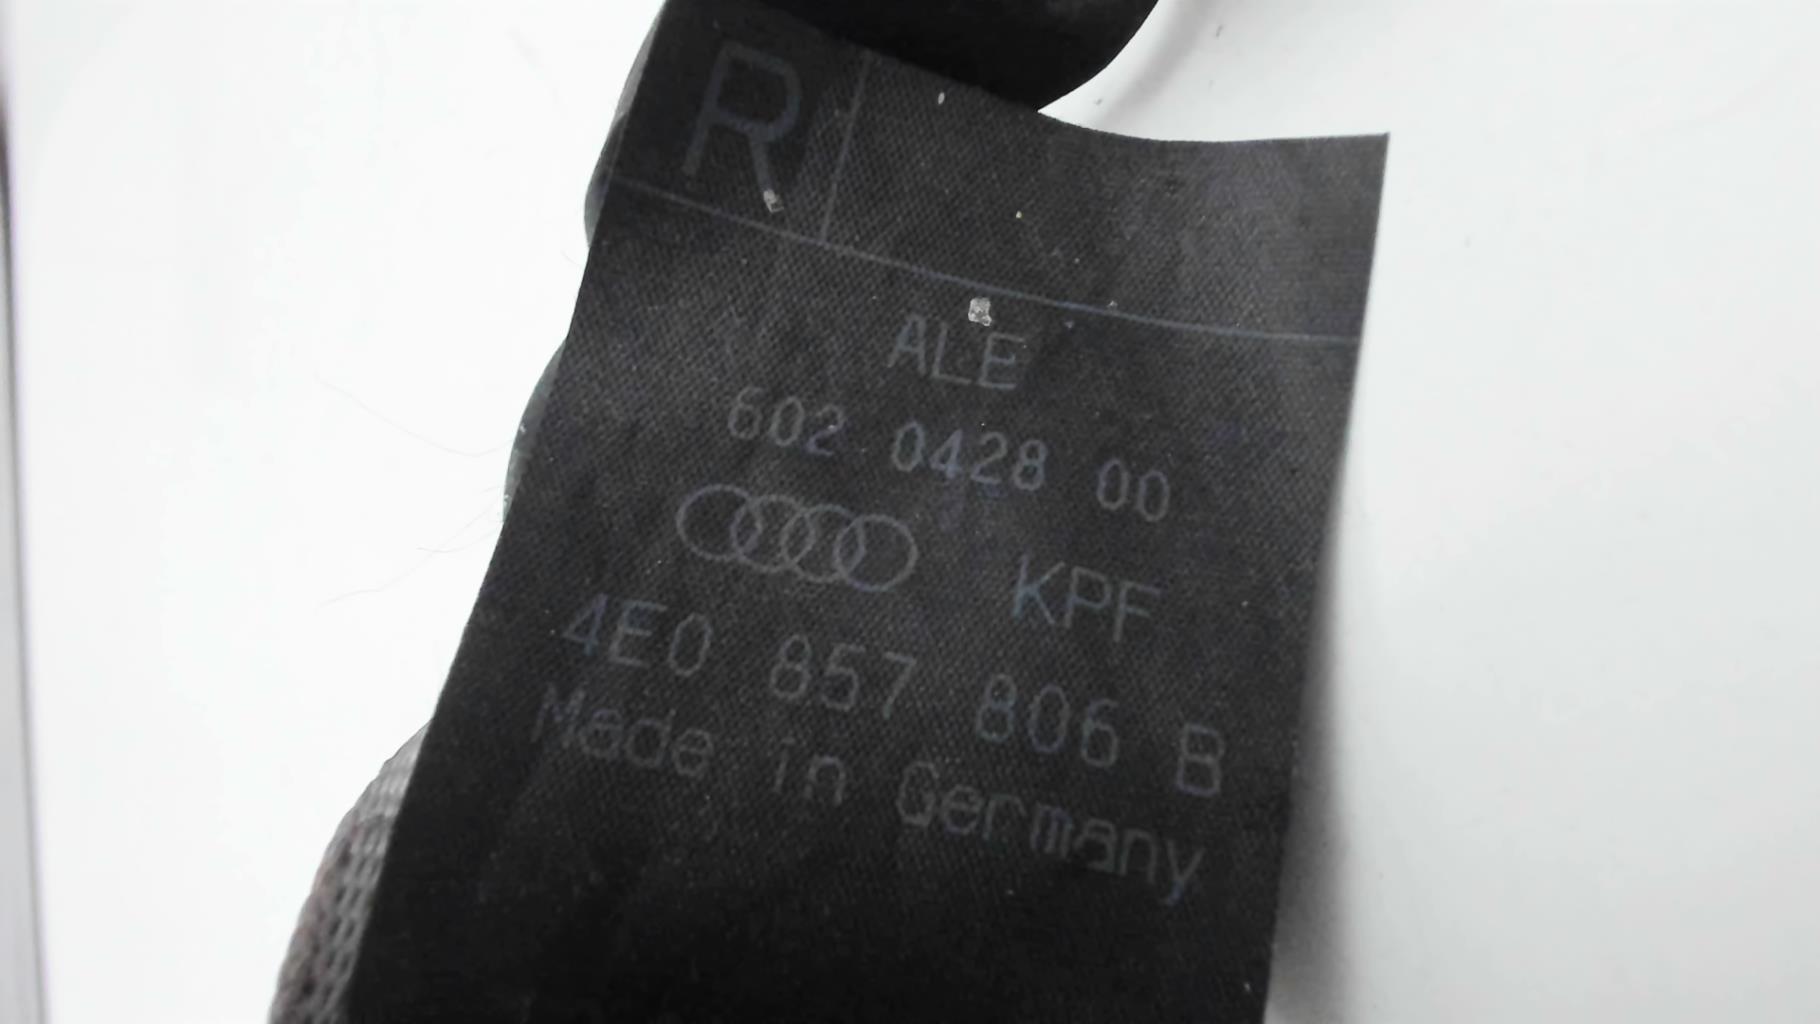 R
ALE
602 0428 00
KPF
4E0 857 806 B
Made in Germany